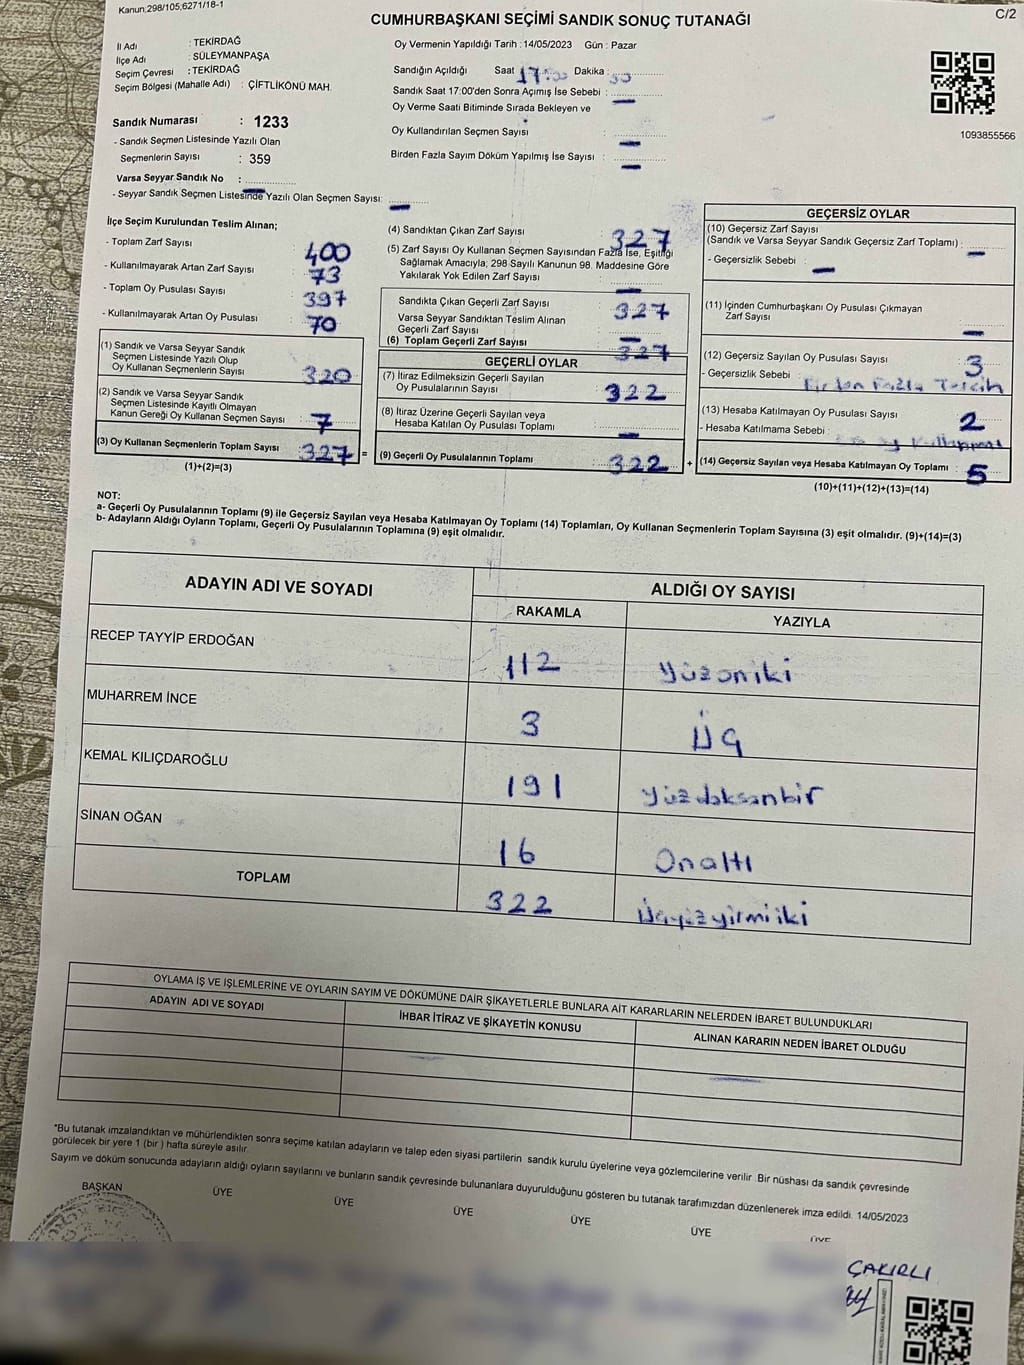 Kanun;298/105;6271/18-1
C/2
CUMHURBAŞKANI SEÇİMİ SANDIK SONUÇ TUTANAĞI
İl Adı : TEKİRDAĞ
İlçe Adı : SÜLEYMANPAŞA
Seçim Çevresi : TEKİRDAĞ
Seçim Bölgesi (Mahalle Adı) : ÇİFTLİKÖNÜ MAH.
Oy Vermenin Yapıldığı Tarih : 14/05/2023 Gün : Pazar
Sandığın Açıldığı Saat 17:00 Dakika :
Sandık Saat 17:00'den Sonra Açımış İse Sebebi : —
Oy Verme Saati Bitiminde Sırada Bekleyen ve
Oy Kullandırılan Seçmen Sayısı : —
Birden Fazla Sayım Döküm Yapılmış İse Sayısı : —
1093855566
Sandık Numarası : 1233
- Sandık Seçmen Listesinde Yazılı Olan
Seçmenlerin Sayısı : 359
Varsa Seyyar Sandık No : —
- Seyyar Sandık Seçmen Listesinde Yazılı Olan Seçmen Sayısı: —
İlçe Seçim Kurulundan Teslim Alınan;
- Toplam Zarf Sayısı : 400
- Kullanılmayarak Artan Zarf Sayısı : 73
- Toplam Oy Pusulası Sayısı : 397
- Kullanılmayarak Artan Oy Pusulası : 70
(1) Sandık ve Varsa Seyyar Sandık
Seçmen Listesinde Yazılı Olup
Oy Kullanan Seçmenlerin Sayısı : 320
(2) Sandık ve Varsa Seyyar Sandık
Seçmen Listesinde Kayıtlı Olmayan
Kanun Gereği Oy Kullanan Seçmen Sayısı : 7
(3) Oy Kullanan Seçmenlerin Toplam Sayısı : 327 =
(1)+(2)=(3)
(4) Sandıktan Çıkan Zarf Sayısı : 327
(5) Zarf Sayısı Oy Kullanan Seçmen Sayısından Fazla İse, Eşitliği
Sağlamak Amacıyla; 298 Sayılı Kanunun 98. Maddesine Göre
Yakılarak Yok Edilen Zarf Sayısı : —
Sandıkta Çıkan Geçerli Zarf Sayısı : 327
Varsa Seyyar Sandıktan Teslim Alınan
Geçerli Zarf Sayısı : —
(6) Toplam Geçerli Zarf Sayısı : 327
GEÇERLİ OYLAR
(7) İtiraz Edilmeksizin Geçerli Sayılan
Oy Pusulalarının Sayısı : 322
(8) İtiraz Üzerine Geçerli Sayılan veya
Hesaba Katılan Oy Pusulası Toplamı : —
(9) Geçerli Oy Pusulalarının Toplamı : 322 +
GEÇERSİZ OYLAR
(10) Geçersiz Zarf Sayısı
(Sandık ve Varsa Seyyar Sandık Geçersiz Zarf Toplamı) : —
- Geçersizlik Sebebi : —
(11) İçinden Cumhurbaşkanı Oy Pusulası Çıkmayan
Zarf Sayısı : —
(12) Geçersiz Sayılan Oy Pusulası Sayısı : 3
- Geçersizlik Sebebi : Birden Fazla Tercih
(13) Hesaba Katılmayan Oy Pusulası Sayısı : 2
- Hesaba Katılmama Sebebi :
(14) Geçersiz Sayılan veya Hesaba Katılmayan Oy Toplamı : 5
(10)+(11)+(12)+(13)=(14)
NOT:
a- Geçerli Oy Pusulalarının Toplamı (9) ile Geçersiz Sayılan veya Hesaba Katılmayan Oy Toplamı (14) Toplamları, Oy Kullanan Seçmenlerin Toplam Sayısına (3) eşit olmalıdır. (9)+(14)=(3)
b- Adayların Aldığı Oyların Toplamı, Geçerli Oy Pusulalarının Toplamına (9) eşit olmalıdır.
ADAYIN ADI VE SOYADI
ALDIĞI OY SAYISI
RAKAMLA YAZIYLA
RECEP TAYYİP ERDOĞAN 112 Yüzoniki
MUHARREM İNCE 3 Üç
KEMAL KILIÇDAROĞLU 191 Yüzdoksanbir
SİNAN OĞAN 16 Onaltı
TOPLAM 322 Üçyüzyirmiiki
OYLAMA İŞ VE İŞLEMLERİNE VE OYLARIN SAYIM VE DÖKÜMÜNE DAİR ŞİKAYETLERLE BUNLARA AİT KARARLARIN NELERDEN İBARET BULUNDUKLARI
ADAYIN ADI VE SOYADI İHBAR İTİRAZ VE ŞİKAYETİN KONUSU ALINAN KARARIN NEDEN İBARET OLDUĞU
*Bu tutanak imzalandıktan ve mühürlendikten sonra seçime katılan adayların ve talep eden siyasi partilerin sandık kurulu üyelerine veya gözlemcilerine verilir. Bir nüshası da sandık çevresinde
görülecek bir yere 1 (bir ) hafta süreyle asılır.
Sayım ve döküm sonucunda adayların aldığı oyların sayılarını ve bunların sandık çevresinde bulunanlara duyurulduğunu gösteren bu tutanak tarafımızdan düzenlenerek imza edildi. 14/05/2023
BAŞKAN ÜYE ÜYE ÜYE ÜYE ÜYE ÜYE
ÇAKIRLI